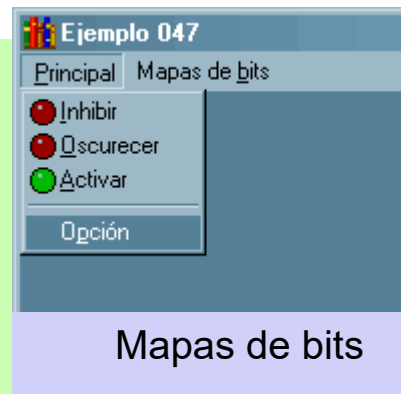 Ejemplo 047
Principal Mapas de bits
Inhibir
Oscurecer
Activar
Opción
Mapas de bits